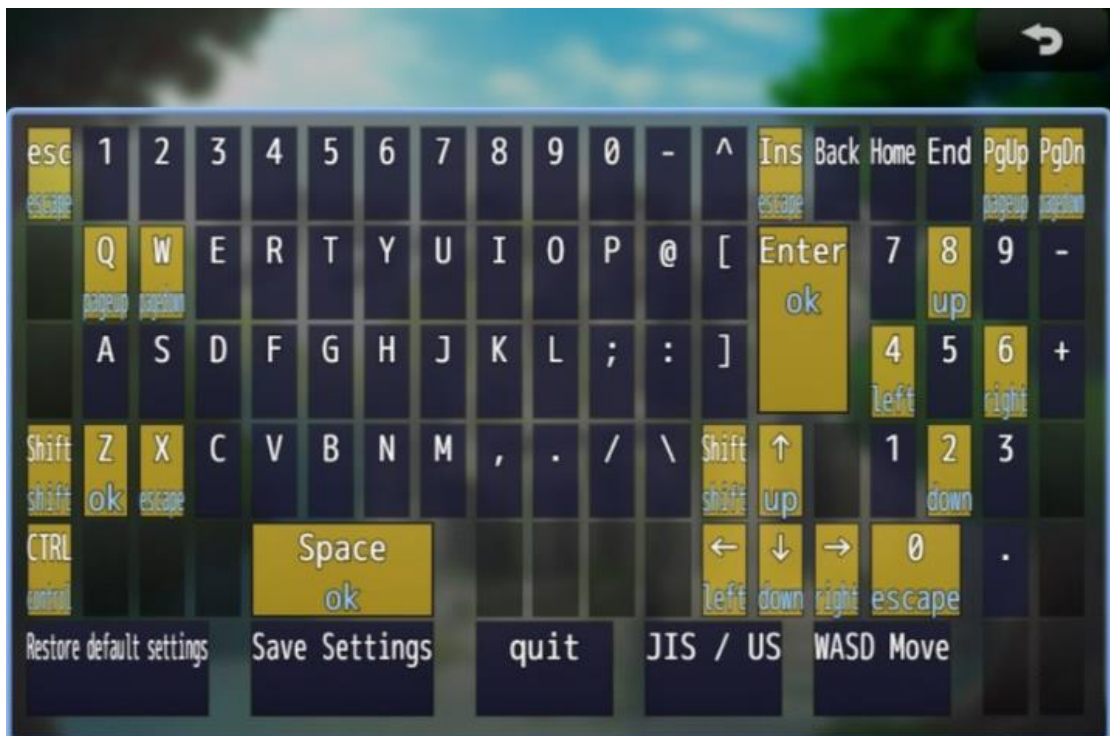 esc 1 2 3 4 5 6 7 8 9 0 - ^ Ins Back Home End PgUp PgDn
escape escape pageup pagedown
Q W E R T Y U I O P @ [ Enter 7 8 9 -
pageup pagedown ok up
A S D F G H J K L ; : ] 4 5 6 +
left right
Shift Z X C V B N M , . / \ Shift ↑ 1 2 3
shift ok escape shift up down
CTRL Space ← ↓ → 0 .
control ok left down right escape
Restore default settings Save Settings quit JIS / US WASD Move